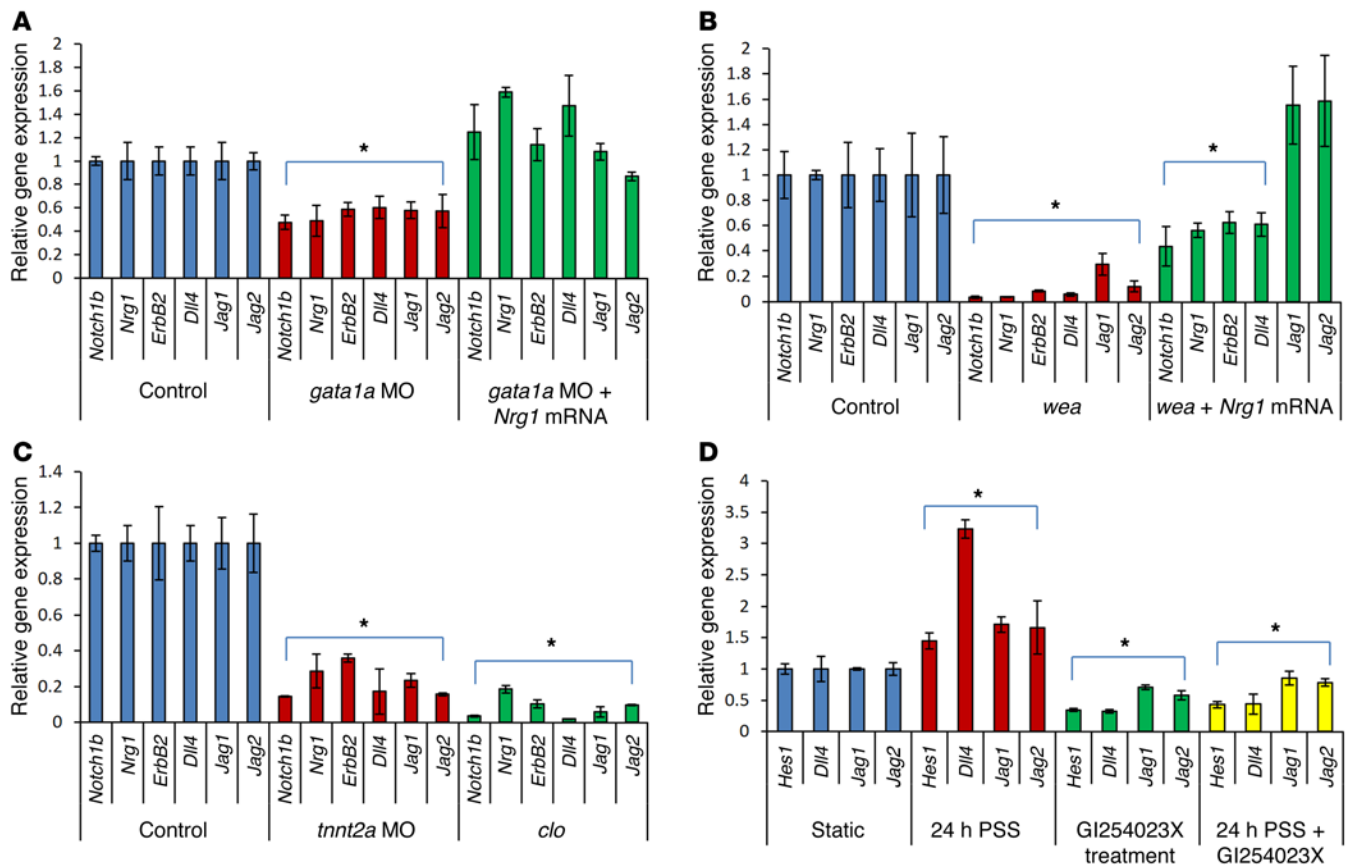 A
Relative gene expression
2
1.8
1.6
1.4
1.2
1
0.8
0.6
0.4
0.2
0
*
Notch1b Nrg1 ErbB2 Dll4 Jag1 Jag2 Notch1b Nrg1 ErbB2 Dll4 Jag1 Jag2 Notch1b Nrg1 ErbB2 Dll4 Jag1 Jag2
Control gata1a MO gata1a MO +
Nrg1 mRNA
B
Relative gene expression
2
1.8
1.6
1.4
1.2
1
0.8
0.6
0.4
0.2
0
* *
Notch1b Nrg1 ErbB2 Dll4 Jag1 Jag2 Notch1b Nrg1 ErbB2 Dll4 Jag1 Jag2 Notch1b Nrg1 ErbB2 Dll4 Jag1 Jag2
Control wea wea + Nrg1 mRNA
C
Relative gene expression
1.4
1.2
1
0.8
0.6
0.4
0.2
0
* *
Notch1b Nrg1 ErbB2 Dll4 Jag1 Jag2 Notch1b Nrg1 ErbB2 Dll4 Jag1 Jag2 Notch1b Nrg1 ErbB2 Dll4 Jag1 Jag2
Control tnnt2a MO clo
D
Relative gene expression
4
3.5
3
2.5
2
1.5
1
0.5
0
* * *
Hes1 Dll4 Jag1 Jag2 Hes1 Dll4 Jag1 Jag2 Hes1 Dll4 Jag1 Jag2 Hes1 Dll4 Jag1 Jag2
Static 24 h PSS GI254023X 24 h PSS +
treatment GI254023X